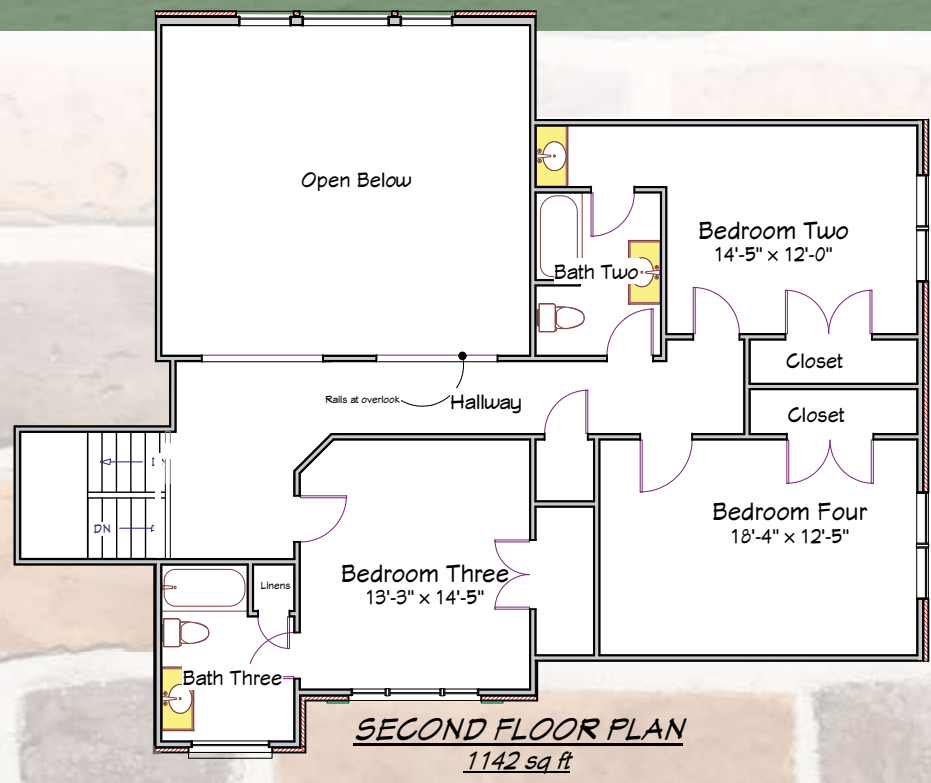 Open Below
Bedroom Two
14'-5" x 12'-0"
Bath Two
Closet
Rails at overlook
Hallway
Closet
DN
Bedroom Four
18'-4" x 12'-5"
Bedroom Three
13'-3" x 14'-5"
Linens
Bath Three
SECOND FLOOR PLAN
1142 sq ft